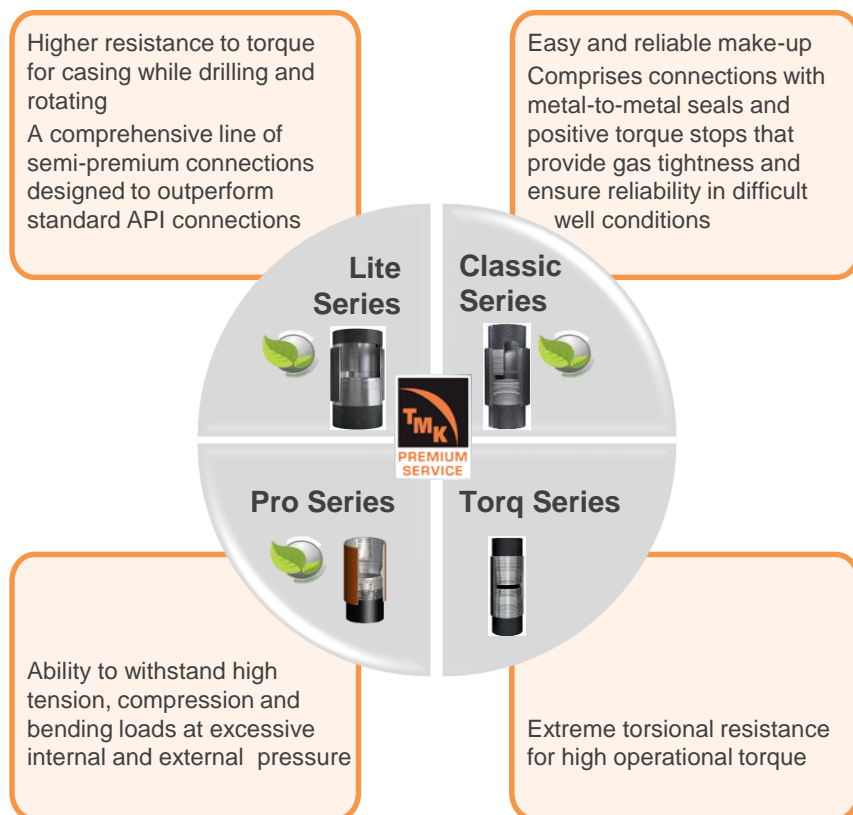 Higher resistance to torque
for casing while drilling and
rotating
A comprehensive line of
semi-premium connections
designed to outperform
standard API connections
Easy and reliable make-up
Comprises connections with
metal-to-metal seals and
positive torque stops that
provide gas tightness and
ensure reliability in difficult
well conditions
Lite
Series
Classic
Series
TMK
PREMIUM
SERVICE
Pro Series
Torq Series
Ability to withstand high
tension, compression and
bending loads at excessive
internal and external pressure
Extreme torsional resistance
for high operational torque